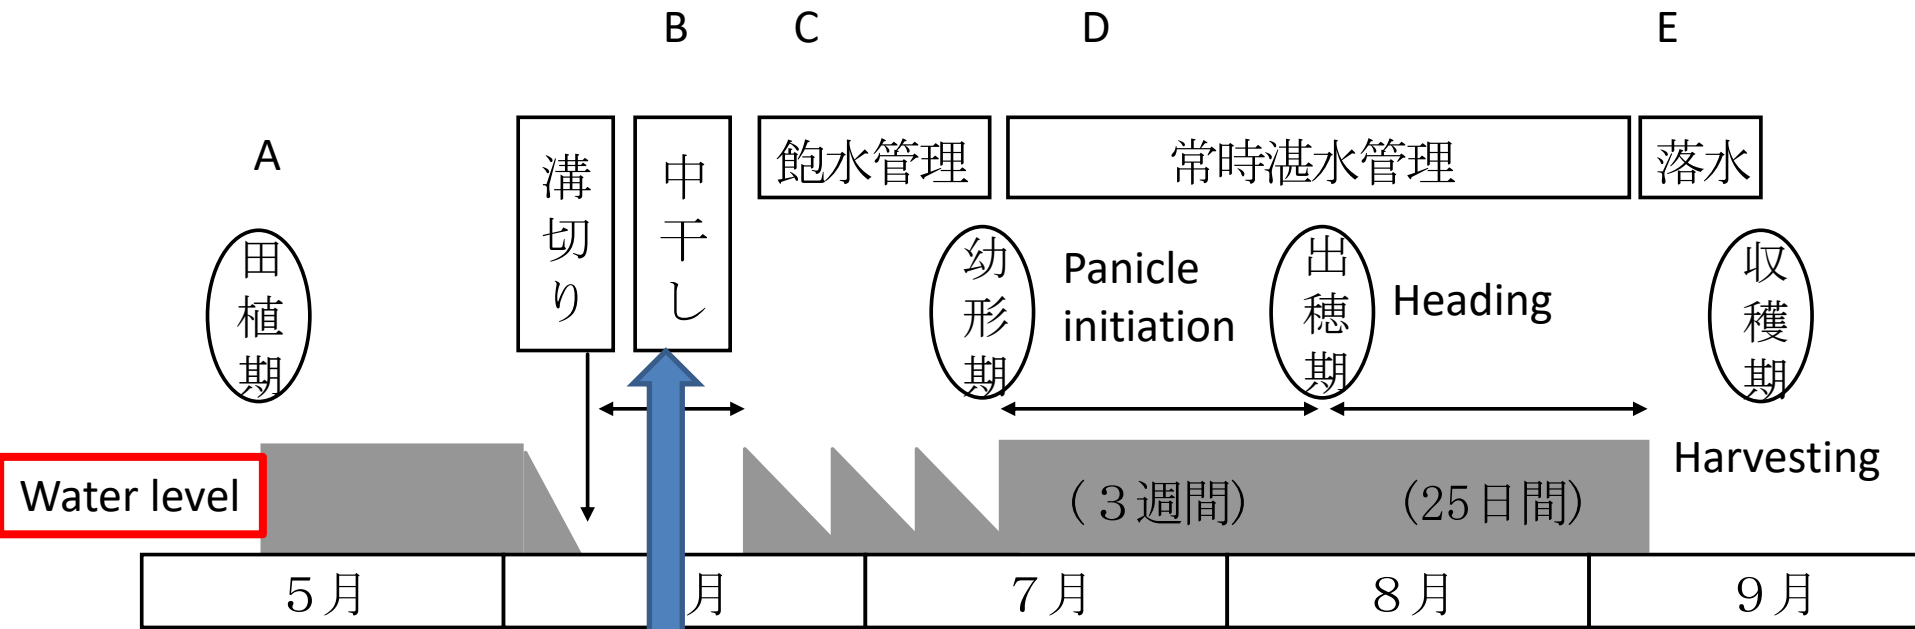 B
C
D
E
A
溝切り
中干し
飽水管理
常時湛水管理
落水
田植期
幼形期
Panicle
initiation
出穂期
Heading
収穫期
Harvesting
Water level
(３週間)
(25日間)
５月
月
７月
８月
９月